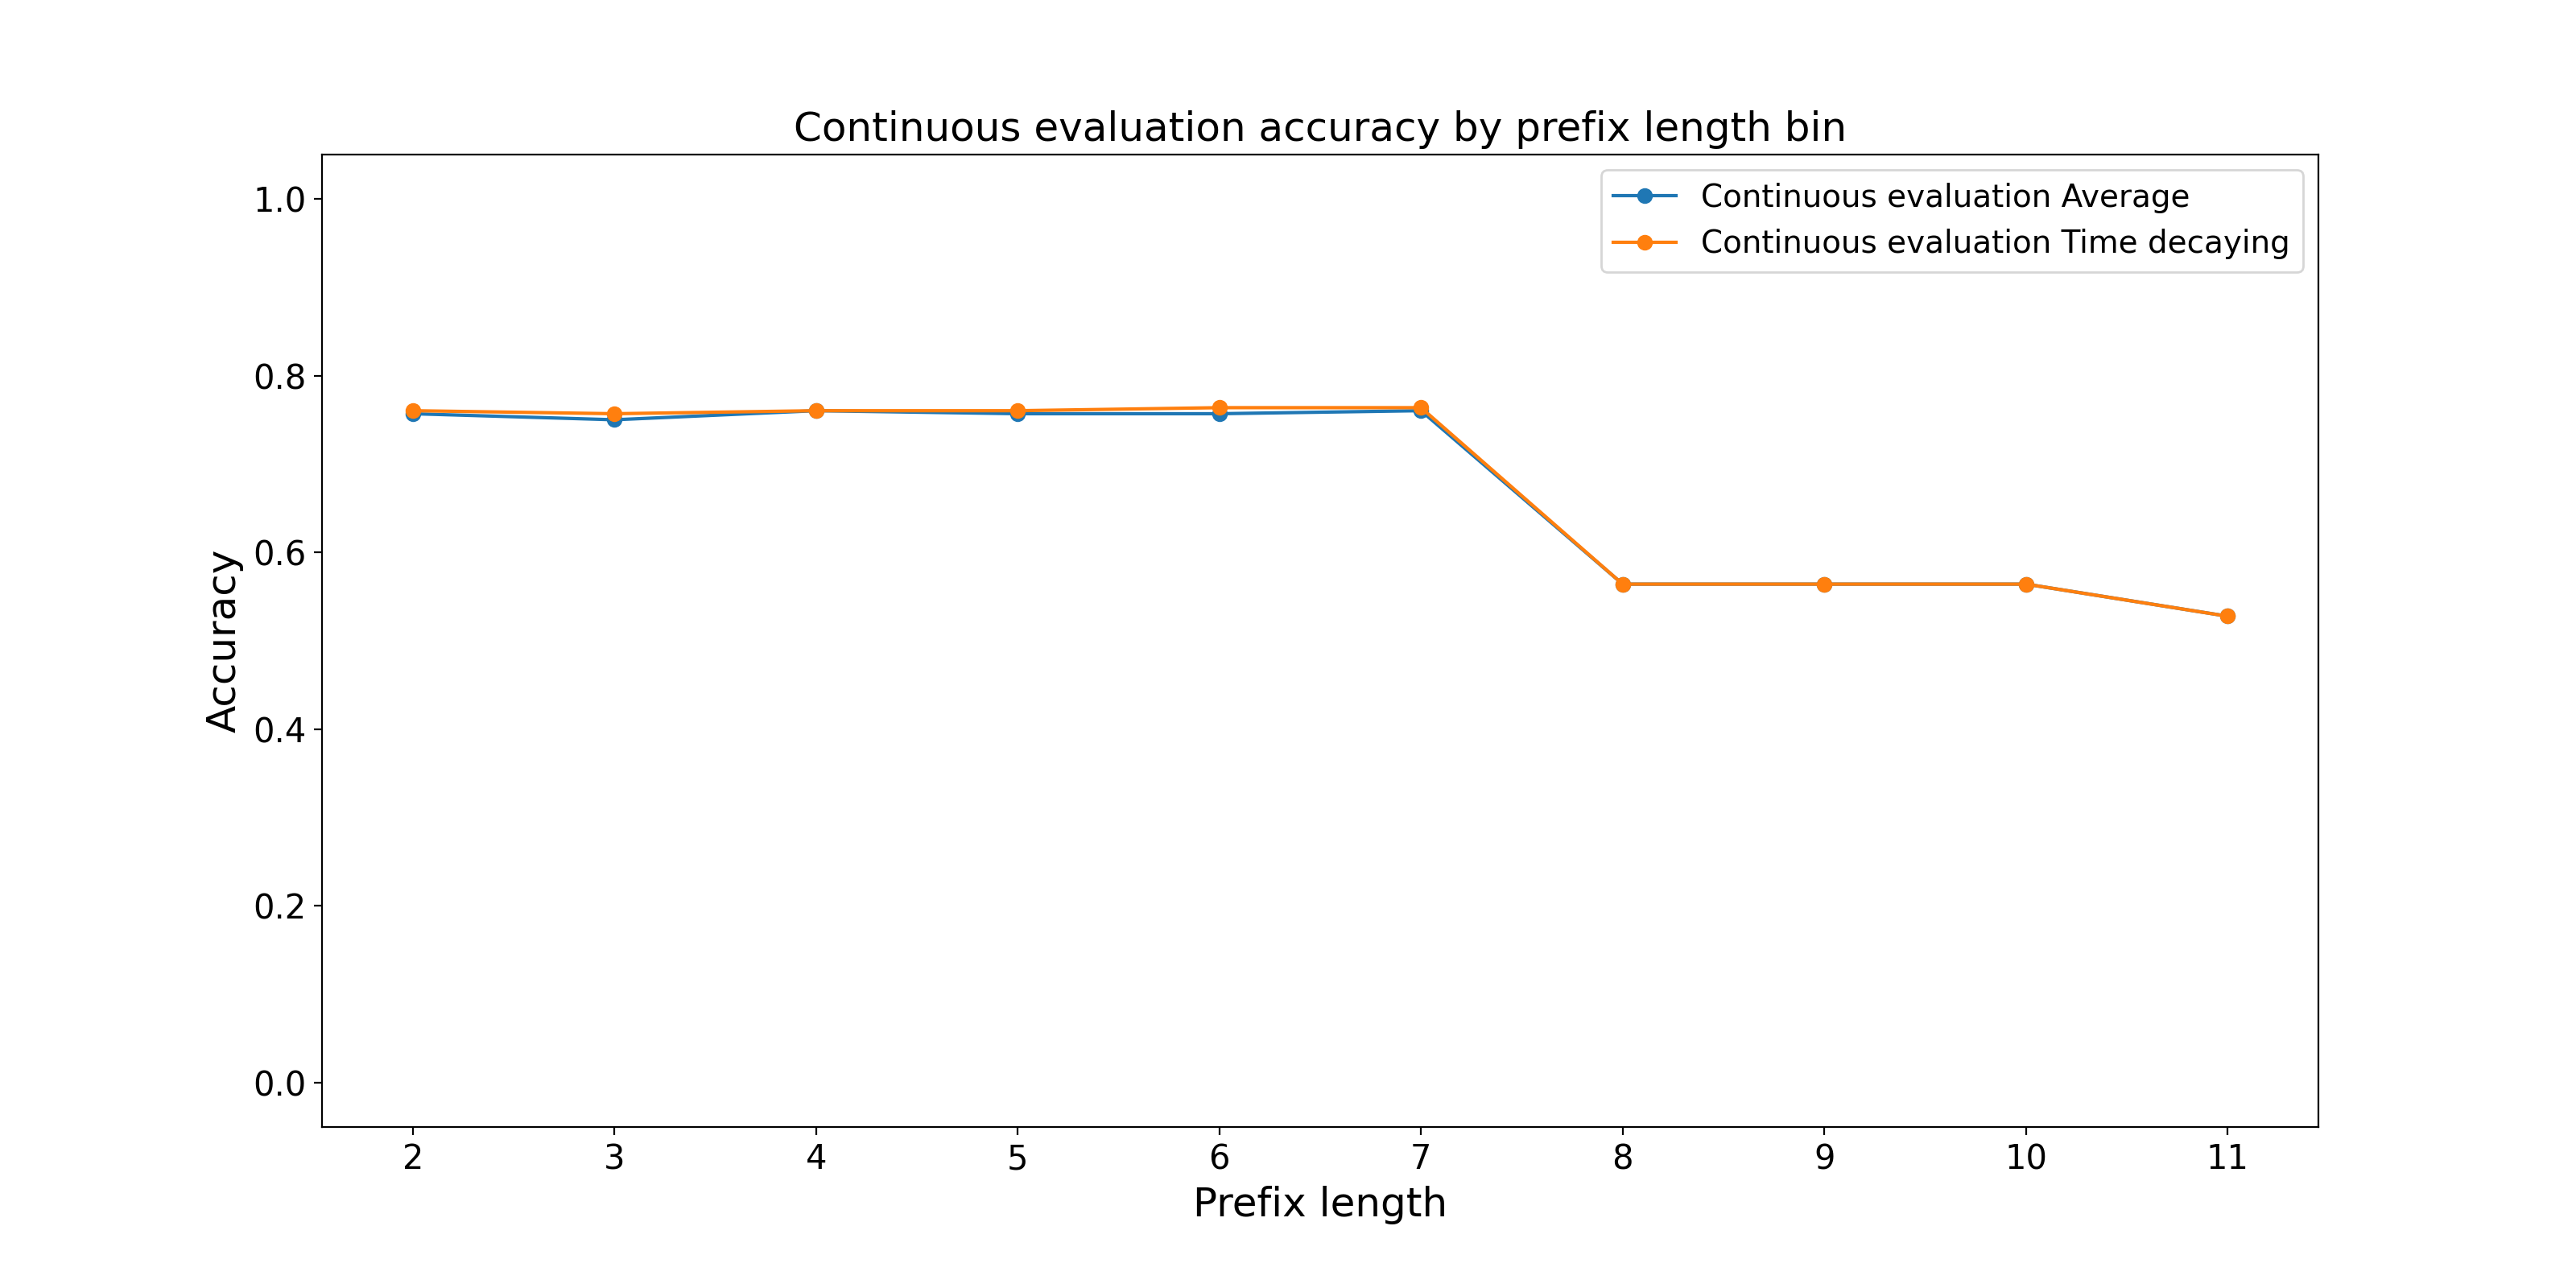 Continuous evaluation accuracy by prefix length bin
Continuous evaluation Average
Continuous evaluation Time decaying
Accuracy
1.0
0.8
0.6
0.4
0.2
0.0
2 3 4 5 6 7 8 9 10 11
Prefix length